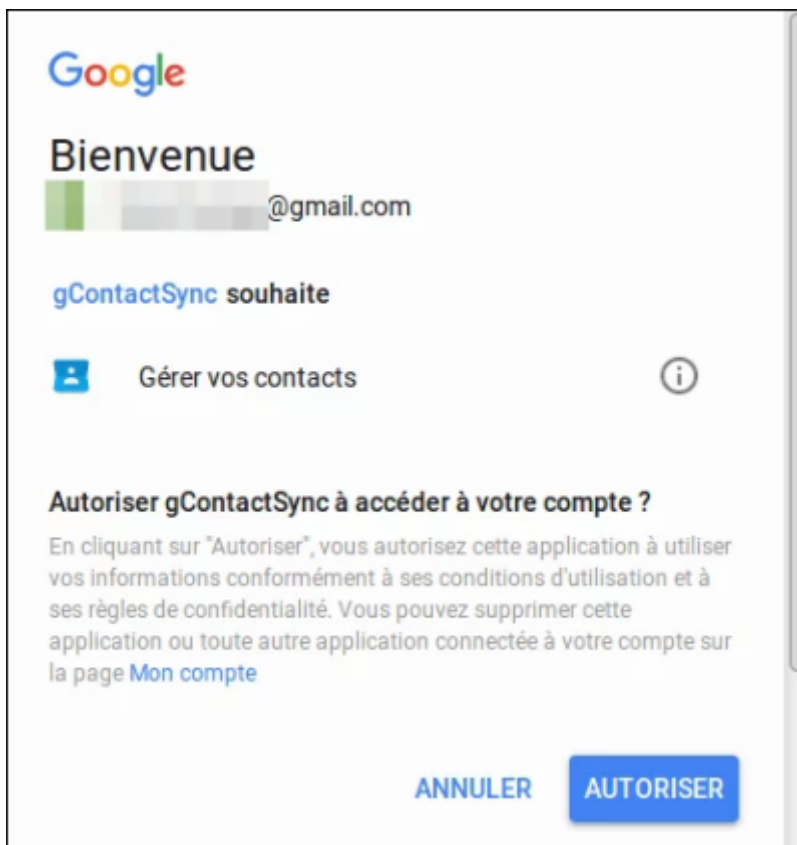 Google
Bienvenue
@gmail.com
gContactSync souhaite
Gérer vos contacts
Autoriser gContactSync à accéder à votre compte ?
En cliquant sur "Autoriser", vous autorisez cette application à utiliser
vos informations conformément à ses conditions d'utilisation et à
ses règles de confidentialité. Vous pouvez supprimer cette
application ou toute autre application connectée à votre compte sur
la page Mon compte
ANNULER AUTORISER